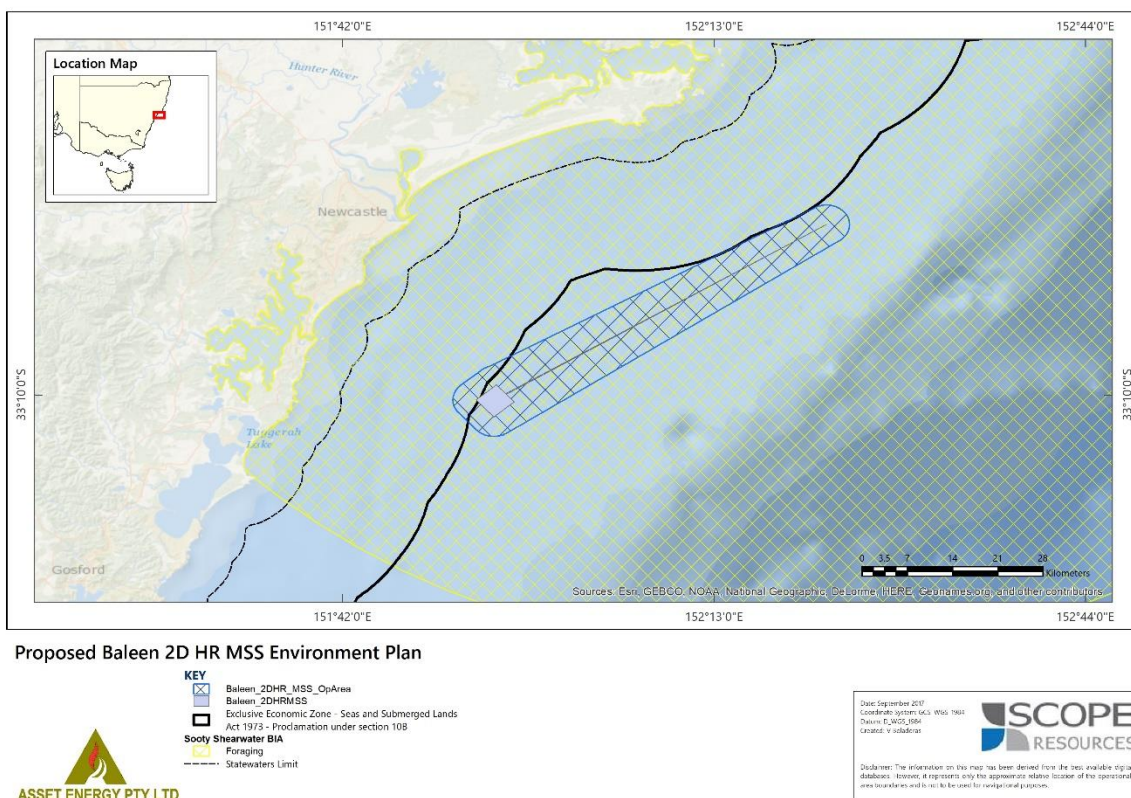 151°42'0"E 152°13'0"E 152°44'0"E
Location Map
Hunter River
Newcastle
33°10'0"S 33°10'0"S
Tuggerah
Lake
Gosford
0 3.5 7 14 21 28
Kilometers
Sources: Esri, GEBCO, NOAA, National Geographic, DeLorme, HERE, Geonames.org, and other contributors
151°42'0"E 152°13'0"E 152°44'0"E
Proposed Baleen 2D HR MSS Environment Plan
KEY
Baleen_2DHR_MSS_OpArea
Baleen_2DHRMSS
Exclusive Economic Zone - Seas and Submerged Lands
Act 1973 - Proclamation under section 10B
Sooty Shearwater BIA
Foraging
Statewaters Limit
ASSET ENERGY PTY LTD
Date: September 2017
Coordinate System: GCS_WGS_1984
Datum: D_WGS_1984
Created: V
SCOPE
RESOURCES
Disclaimer: The information on this map has been derived from the best available digital
databases. However, it represents only the approximate relative location of the operational
area boundaries and is not to be used for navigational purposes.